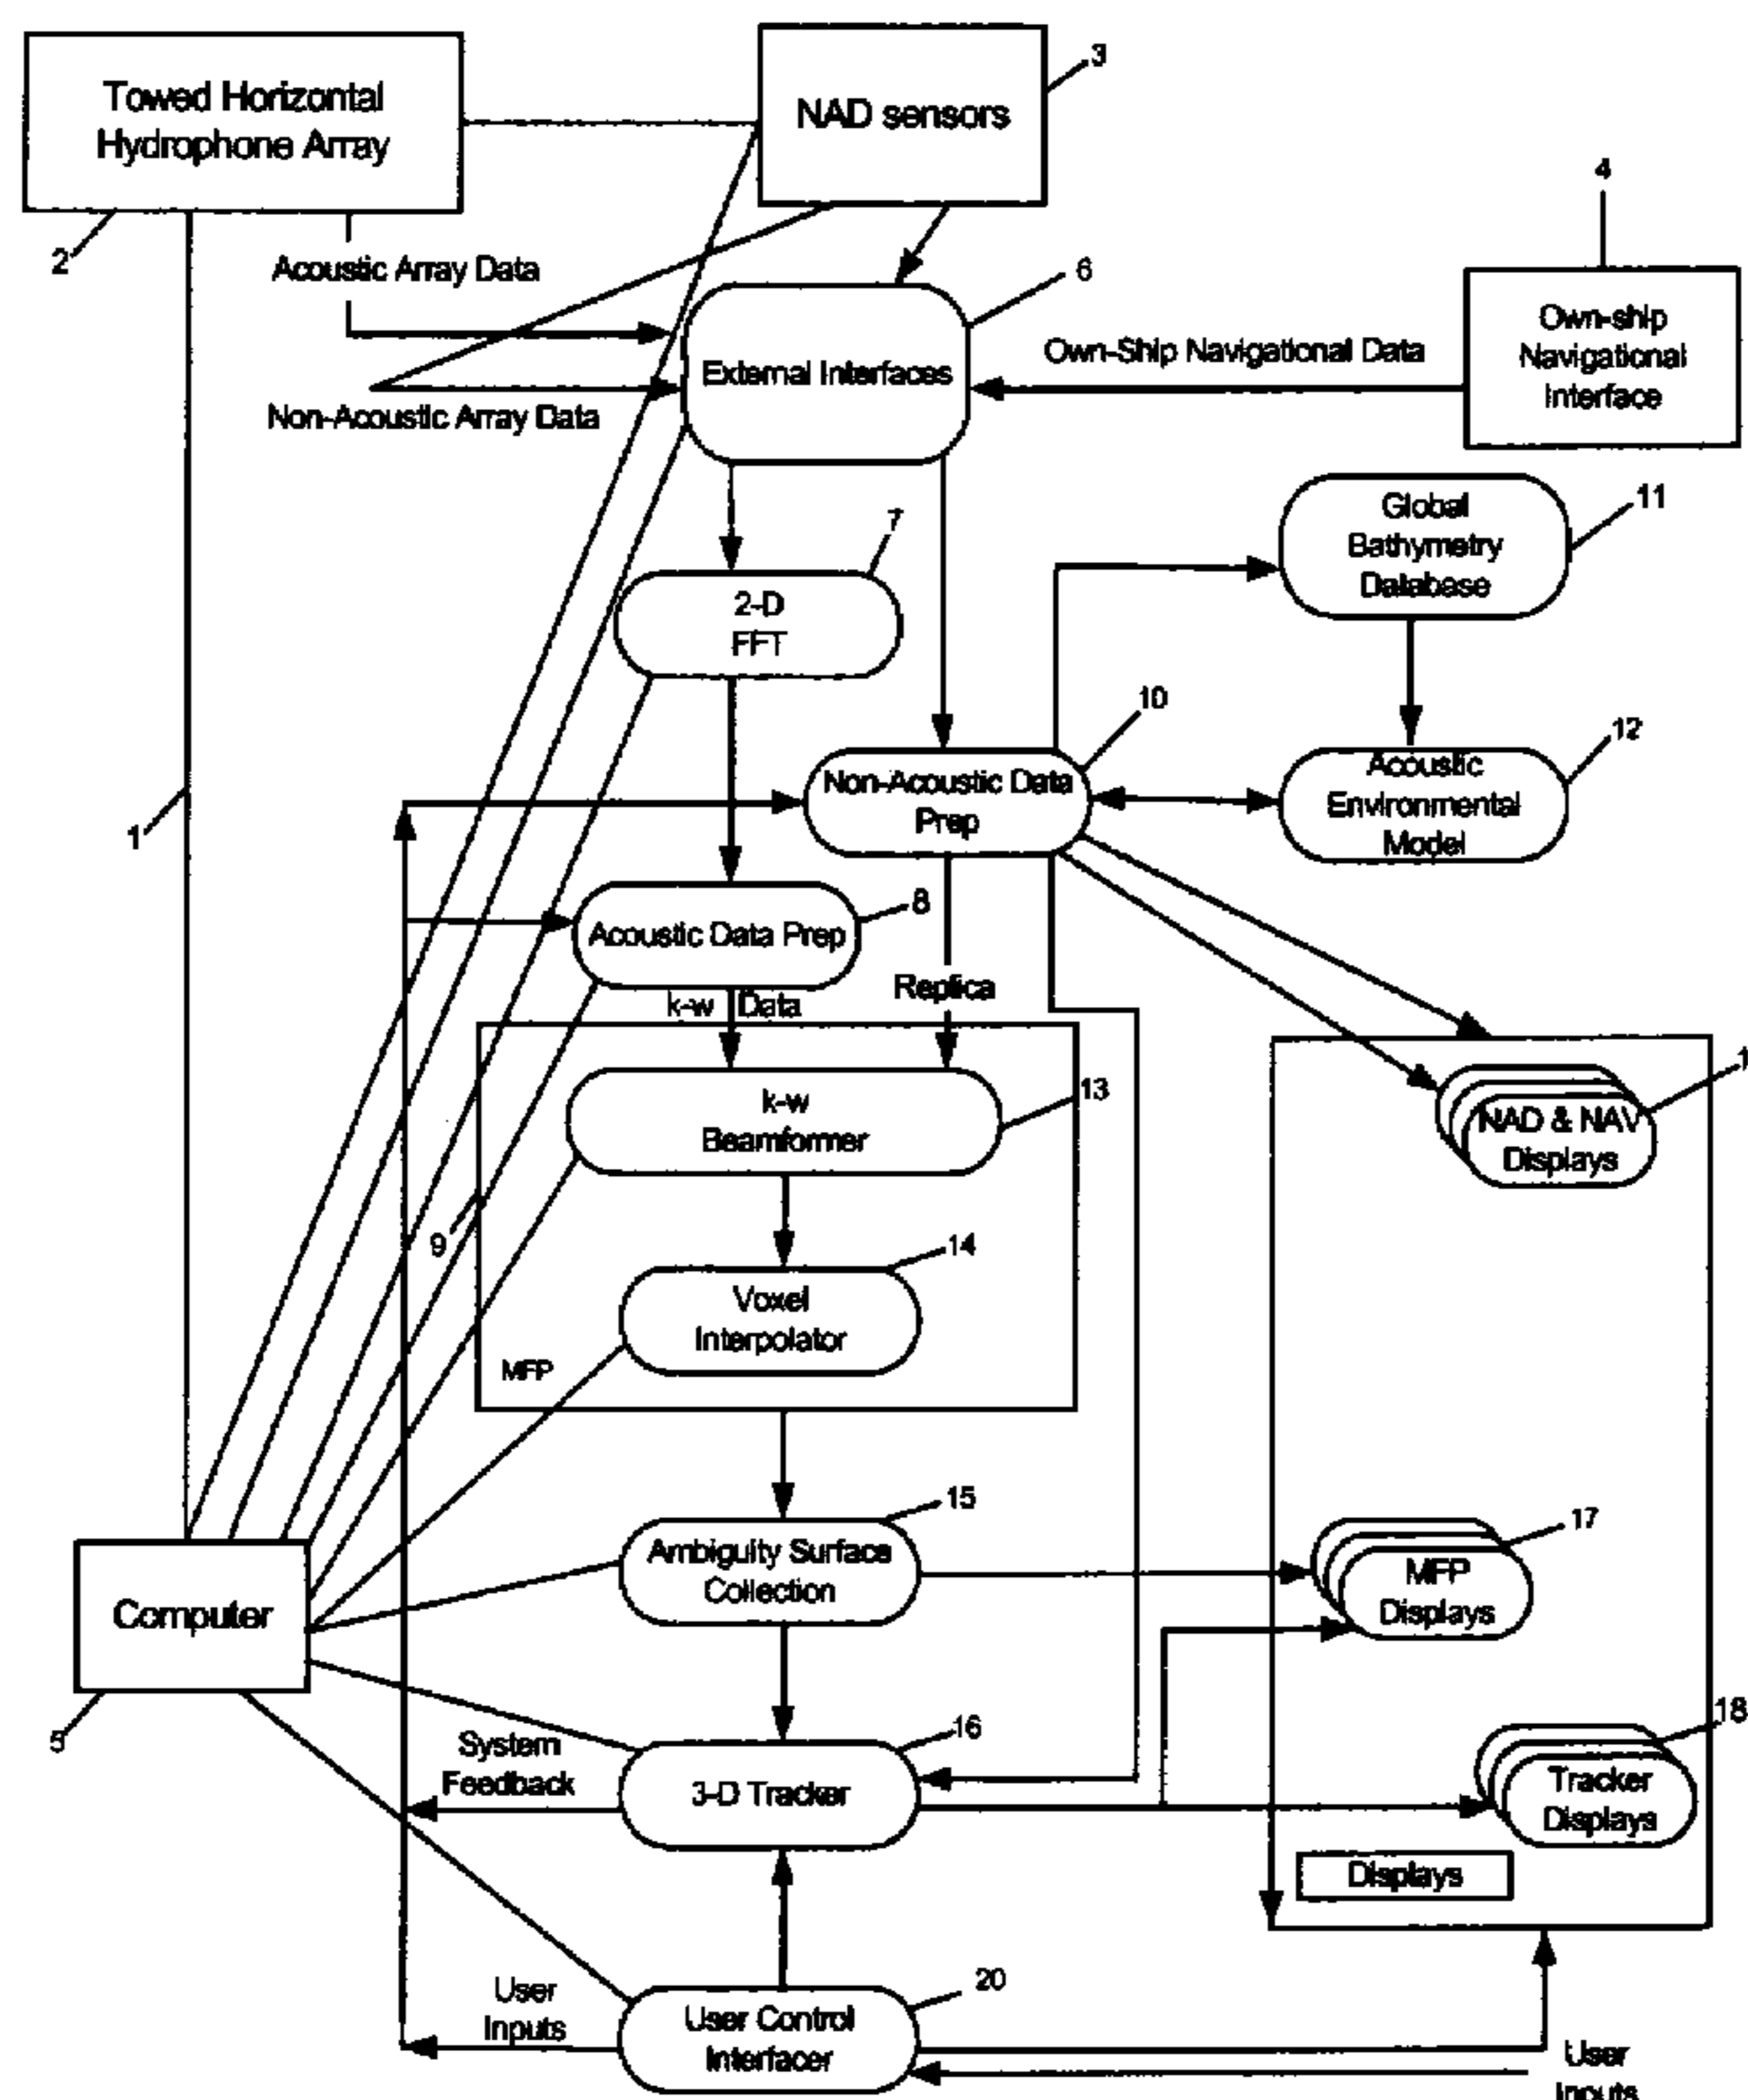 Towed Horizontal
Hydrophone Array
NAD sensors
3
4
2
Acoustic Array Data
6
Own-ship
Navigational
Interface
Own-Ship Navigational Data
External Interfaces
Non-Acoustic Array Data
11
Global
Bathymetry
Database
7
2-D
FFT
10
12
Non-Acoustic Data
Prep
Acoustic
Environmental
Model
1
8
Acoustic Data Prep
Replica
k-w Data
1
13
k-w
Beamformer
NAD & NAV
Displays
9
14
Voxel
Interpolator
MFP
15
17
Ambiguity Surface
Collection
MFP
Displays
Computer
5
16
18
System
Feedback
3-D Tracker
Tracker
Displays
Displays
20
User
Inputs
User Control
Interfacer
User
Inputs